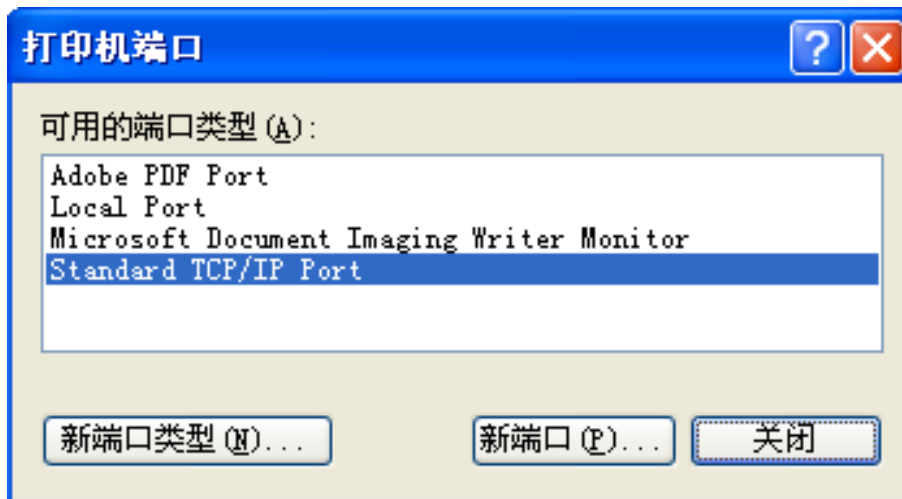 打印机端口
可用的端口类型(A):
Adobe PDF Port
Local Port
Microsoft Document Imaging Writer Monitor
Standard TCP/IP Port
新端口类型(N)... 新端口(P)... 关闭